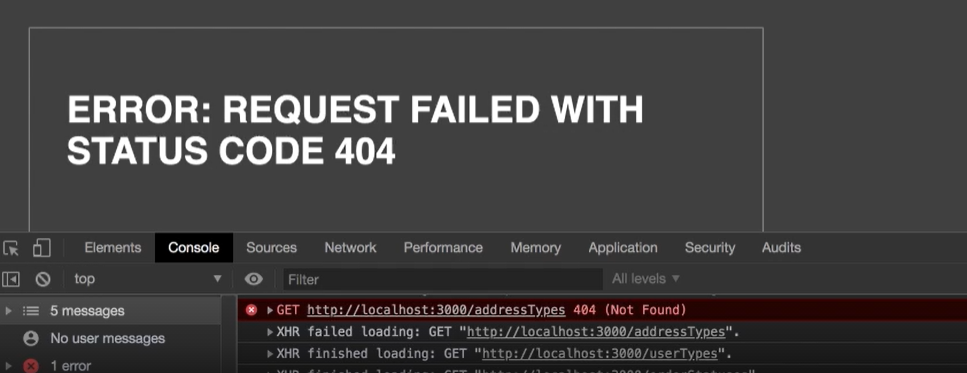 ERROR: REQUEST FAILED WITH
STATUS CODE 404
Elements Console Sources Network Performance Memory Application Security Audits
top Filter All levels
5 messages
GET http://localhost:3000/addressTypes 404 (Not Found)
XHR failed loading: GET "http://localhost:3000/addressTypes".
No user messages
XHR finished loading: GET "http://localhost:3000/userTypes".
1 error